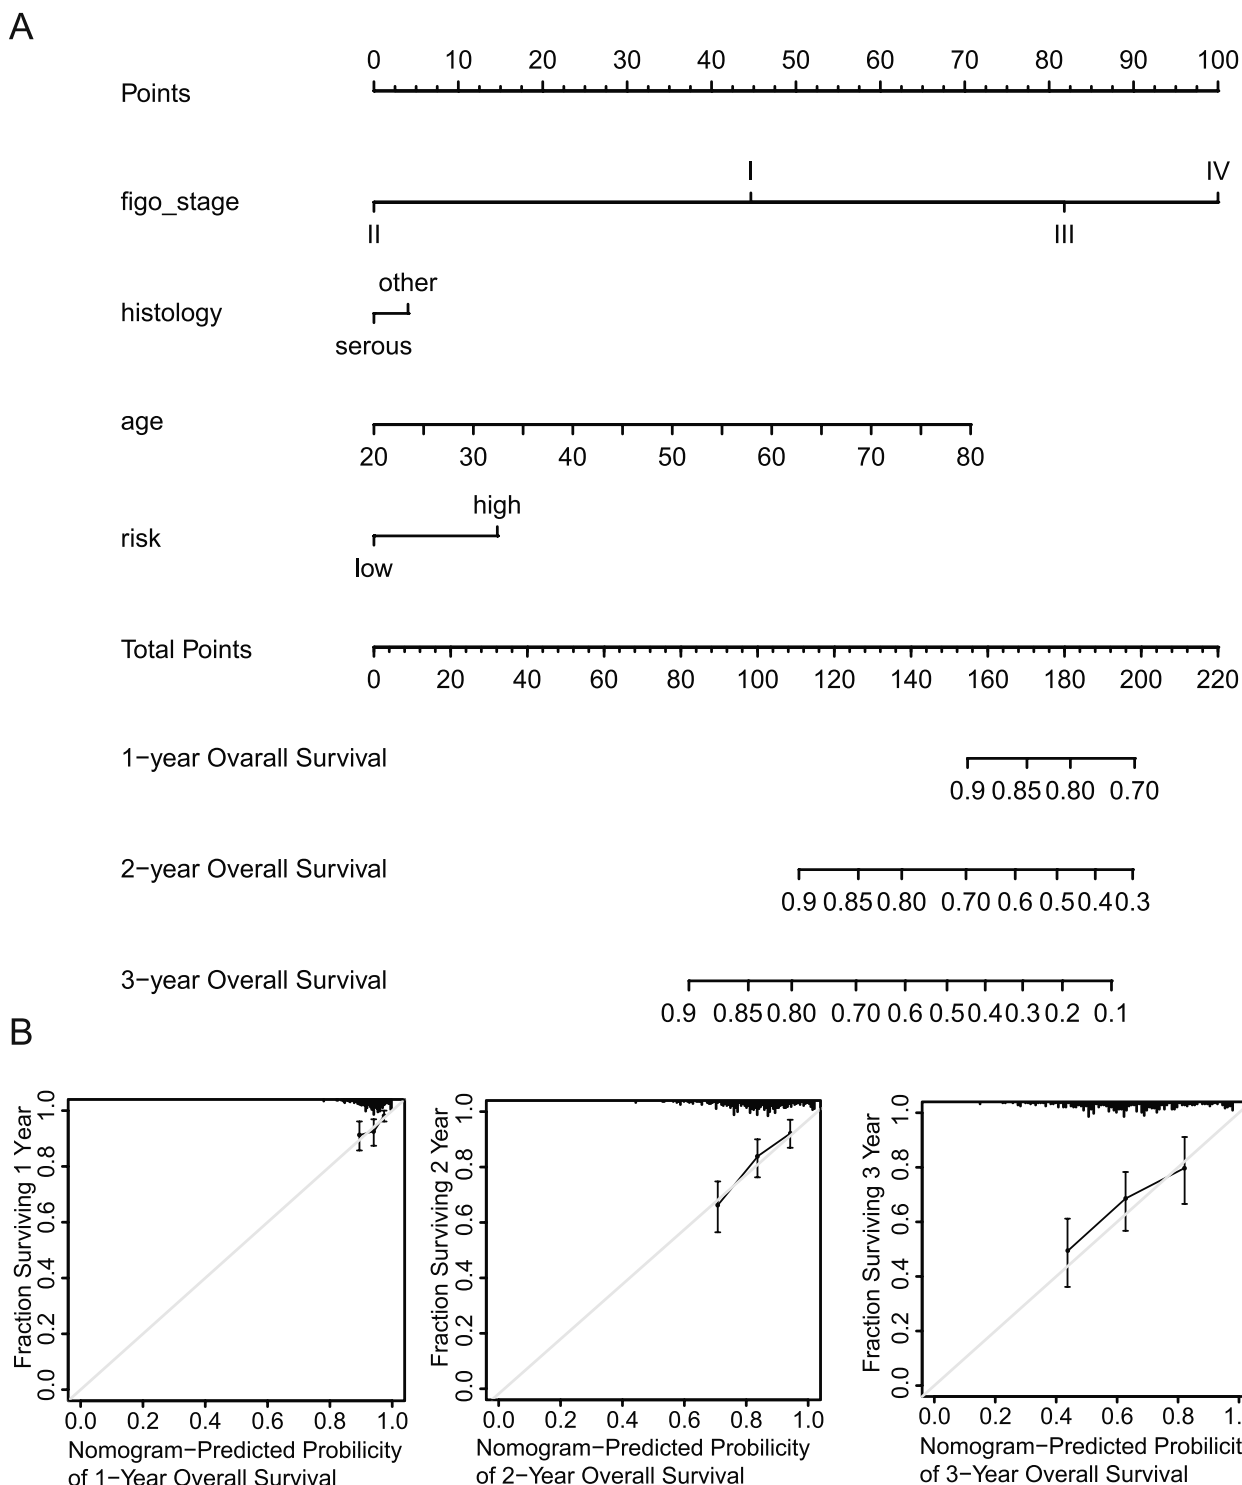 A
0 10 20 30 40 50 60 70 80 90 100
Points
I IV
figo_stage
II III
other
histology
serous
age
20 30 40 50 60 70 80
high
risk
low
Total Points
0 20 40 60 80 100 120 140 160 180 200 220
1−year Ovarall Survival
0.9 0.85 0.80 0.70
2−year Overall Survival
0.9 0.85 0.80 0.70 0.6 0.5 0.4 0.3
3−year Overall Survival
0.9 0.85 0.80 0.70 0.6 0.5 0.4 0.3 0.2 0.1
B
Fraction Surviving 1 Year
0.0 0.2 0.4 0.6 0.8 1.0
0.0 0.2 0.4 0.6 0.8 1.0
Nomogram−Predicted Probilicity
of 1−Year Overall Survival
Fraction Surviving 2 Year
0.0 0.2 0.4 0.6 0.8 1.0
0.0 0.2 0.4 0.6 0.8 1.0
Nomogram−Predicted Probilicity
of 2−Year Overall Survival
Fraction Surviving 3 Year
0.0 0.2 0.4 0.6 0.8 1.0
0.0 0.2 0.4 0.6 0.8 1.
Nomogram−Predicted Probilicit
of 3−Year Overall Survival